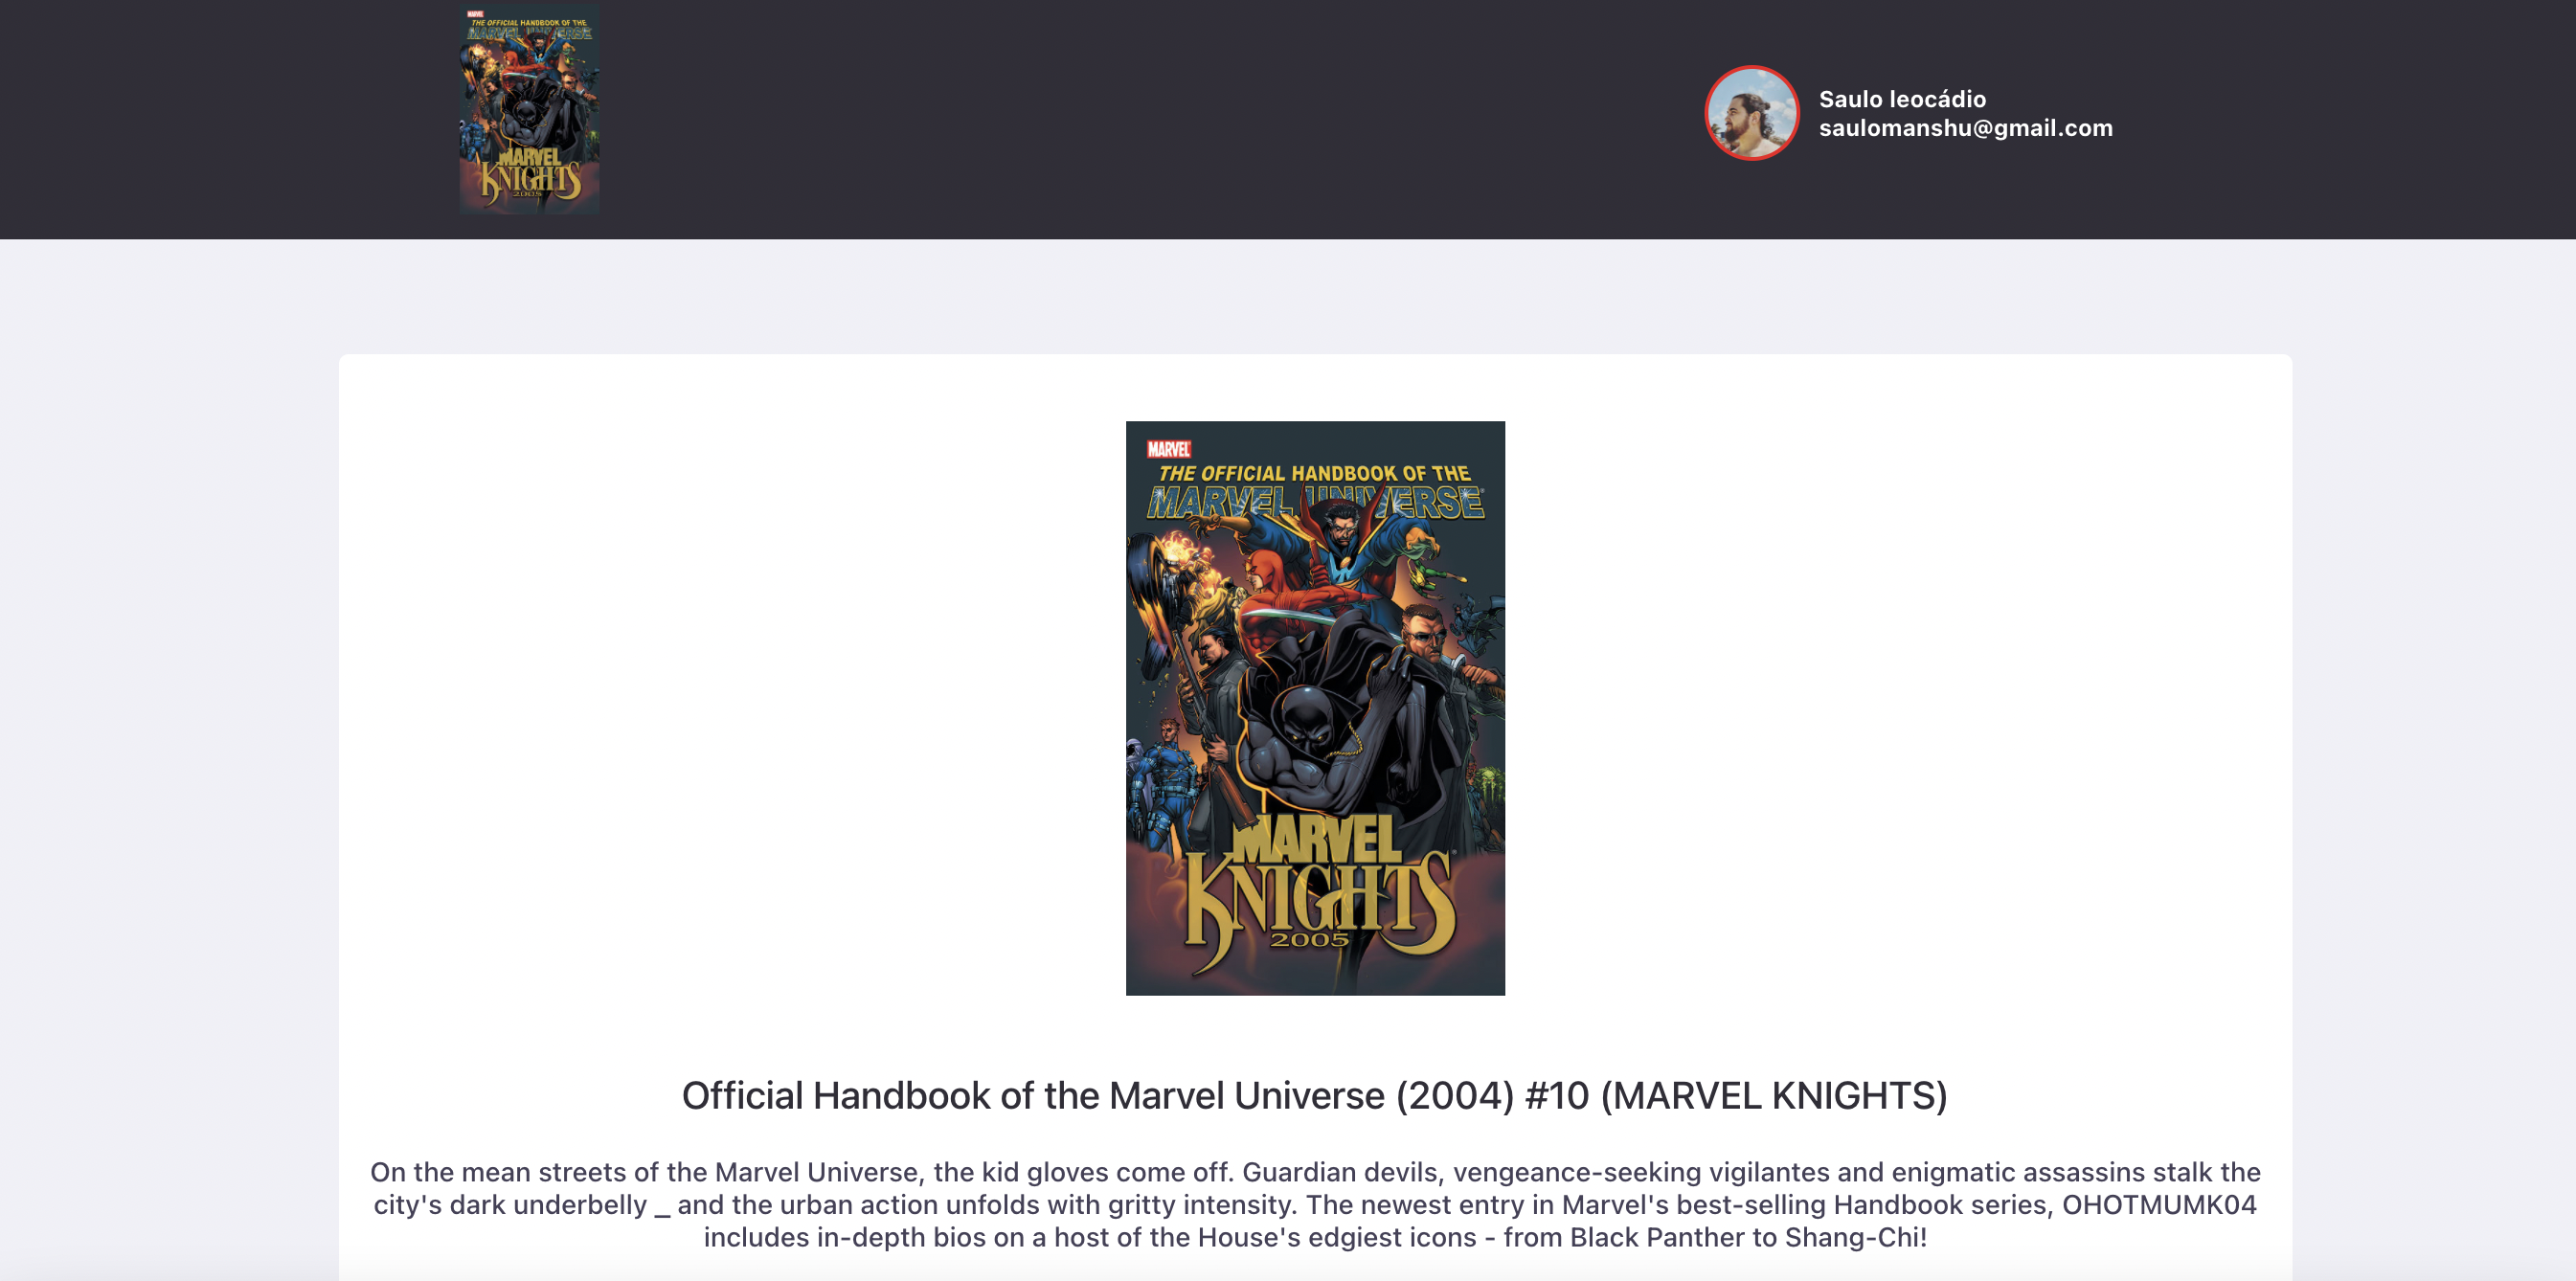 MARVEL
THE OFFICIAL HANDBOOK OF THE
MARVEL UNIVERSE
MARVEL
KNIGHTS
2005
Saulo leocádio
saulomanshu@gmail.com
MARVEL
THE OFFICIAL HANDBOOK OF THE
MARVEL UNIVERSE
MARVEL
KNIGHTS
2005
Official Handbook of the Marvel Universe (2004) #10 (MARVEL KNIGHTS)
On the mean streets of the Marvel Universe, the kid gloves come off. Guardian devils, vengeance-seeking vigilantes and enigmatic assassins stalk the
city's dark underbelly _ and the urban action unfolds with gritty intensity. The newest entry in Marvel's best-selling Handbook series, OHOTMUMK04
includes in-depth bios on a host of the House's edgiest icons - from Black Panther to Shang-Chi!